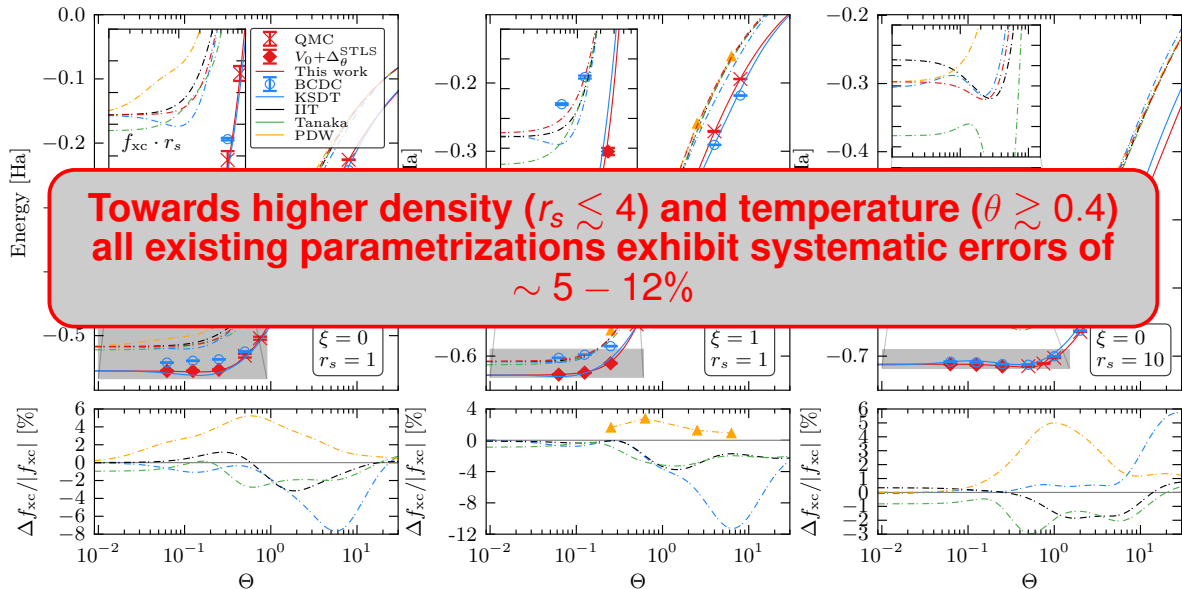 0.0
−0.1
−0.2
−0.5
Energy [Ha]
QMC
V₀+Δ_θ^STLS
This work
BCDC
KSDT
IIT
Tanaka
PDW
f_xc · r_s
ξ = 0
r_s = 1
−0.2
−0.3
−0.6
Ha]
ξ = 1
r_s = 1
−0.2
−0.3
−0.4
−0.7
Ha]
ξ = 0
r_s = 10
Towards higher density (r_s ≲ 4) and temperature (θ ≳ 0.4)
all existing parametrizations exhibit systematic errors of
∼ 5 − 12%
Δf_xc/|f_xc| [%]
6
4
2
0
−2
−4
−6
−8
10⁻² 10⁻¹ 10⁰ 10¹
Θ
Δf_xc/|f_xc| [%]
4
0
-4
-8
-12
10⁻² 10⁻¹ 10⁰ 10¹
Θ
Δf_xc/|f_xc| [%]
6
5
4
3
2
1
0
−1
−2
−3
10⁻² 10⁻¹ 10⁰ 10¹
Θ